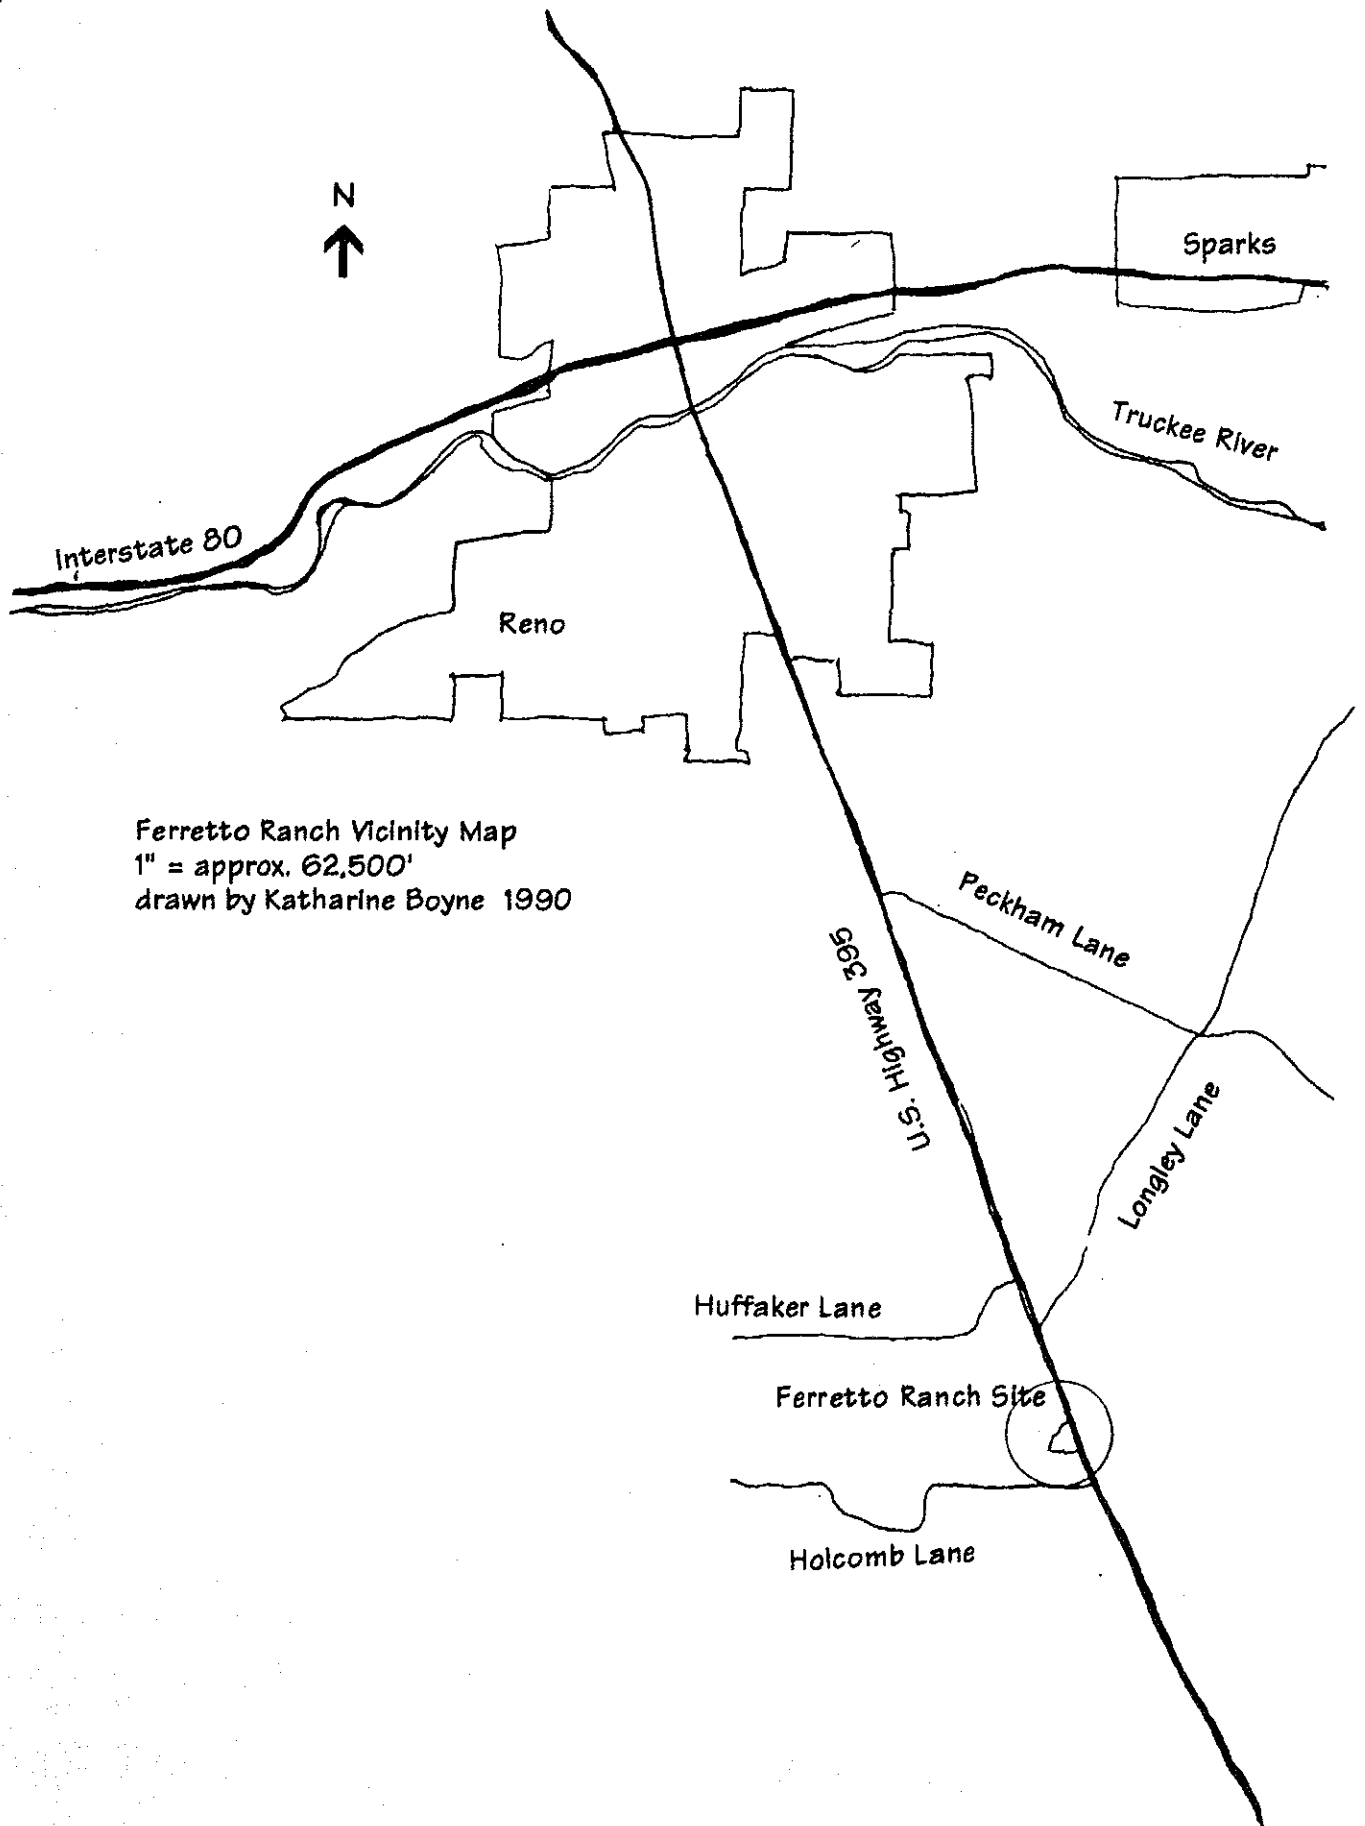 N
Sparks
Truckee River
Interstate 80
Reno
Ferretto Ranch Vicinity Map
1" = approx. 62,500'
drawn by Katharine Boyne 1990
Peckham Lane
U.S. Highway 395
Longley Lane
Huffaker Lane
Ferretto Ranch Site
Holcomb Lane